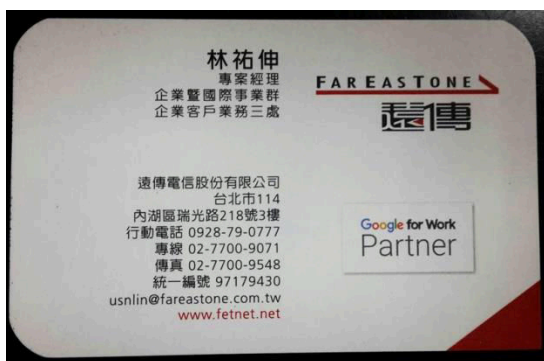 林祐伸
專案經理
企業暨國際事業群
企業客戶業務三處
FAREASTONE
遠傳
遠傳電信股份有限公司
台北市114
內湖區瑞光路218號3樓
行動電話 0928-79-0777
專線 02-7700-9071
傳真 02-7700-9548
統一編號 97179430
usnlin@fareastone.com.tw
www.fetnet.net
Google for Work
Partner